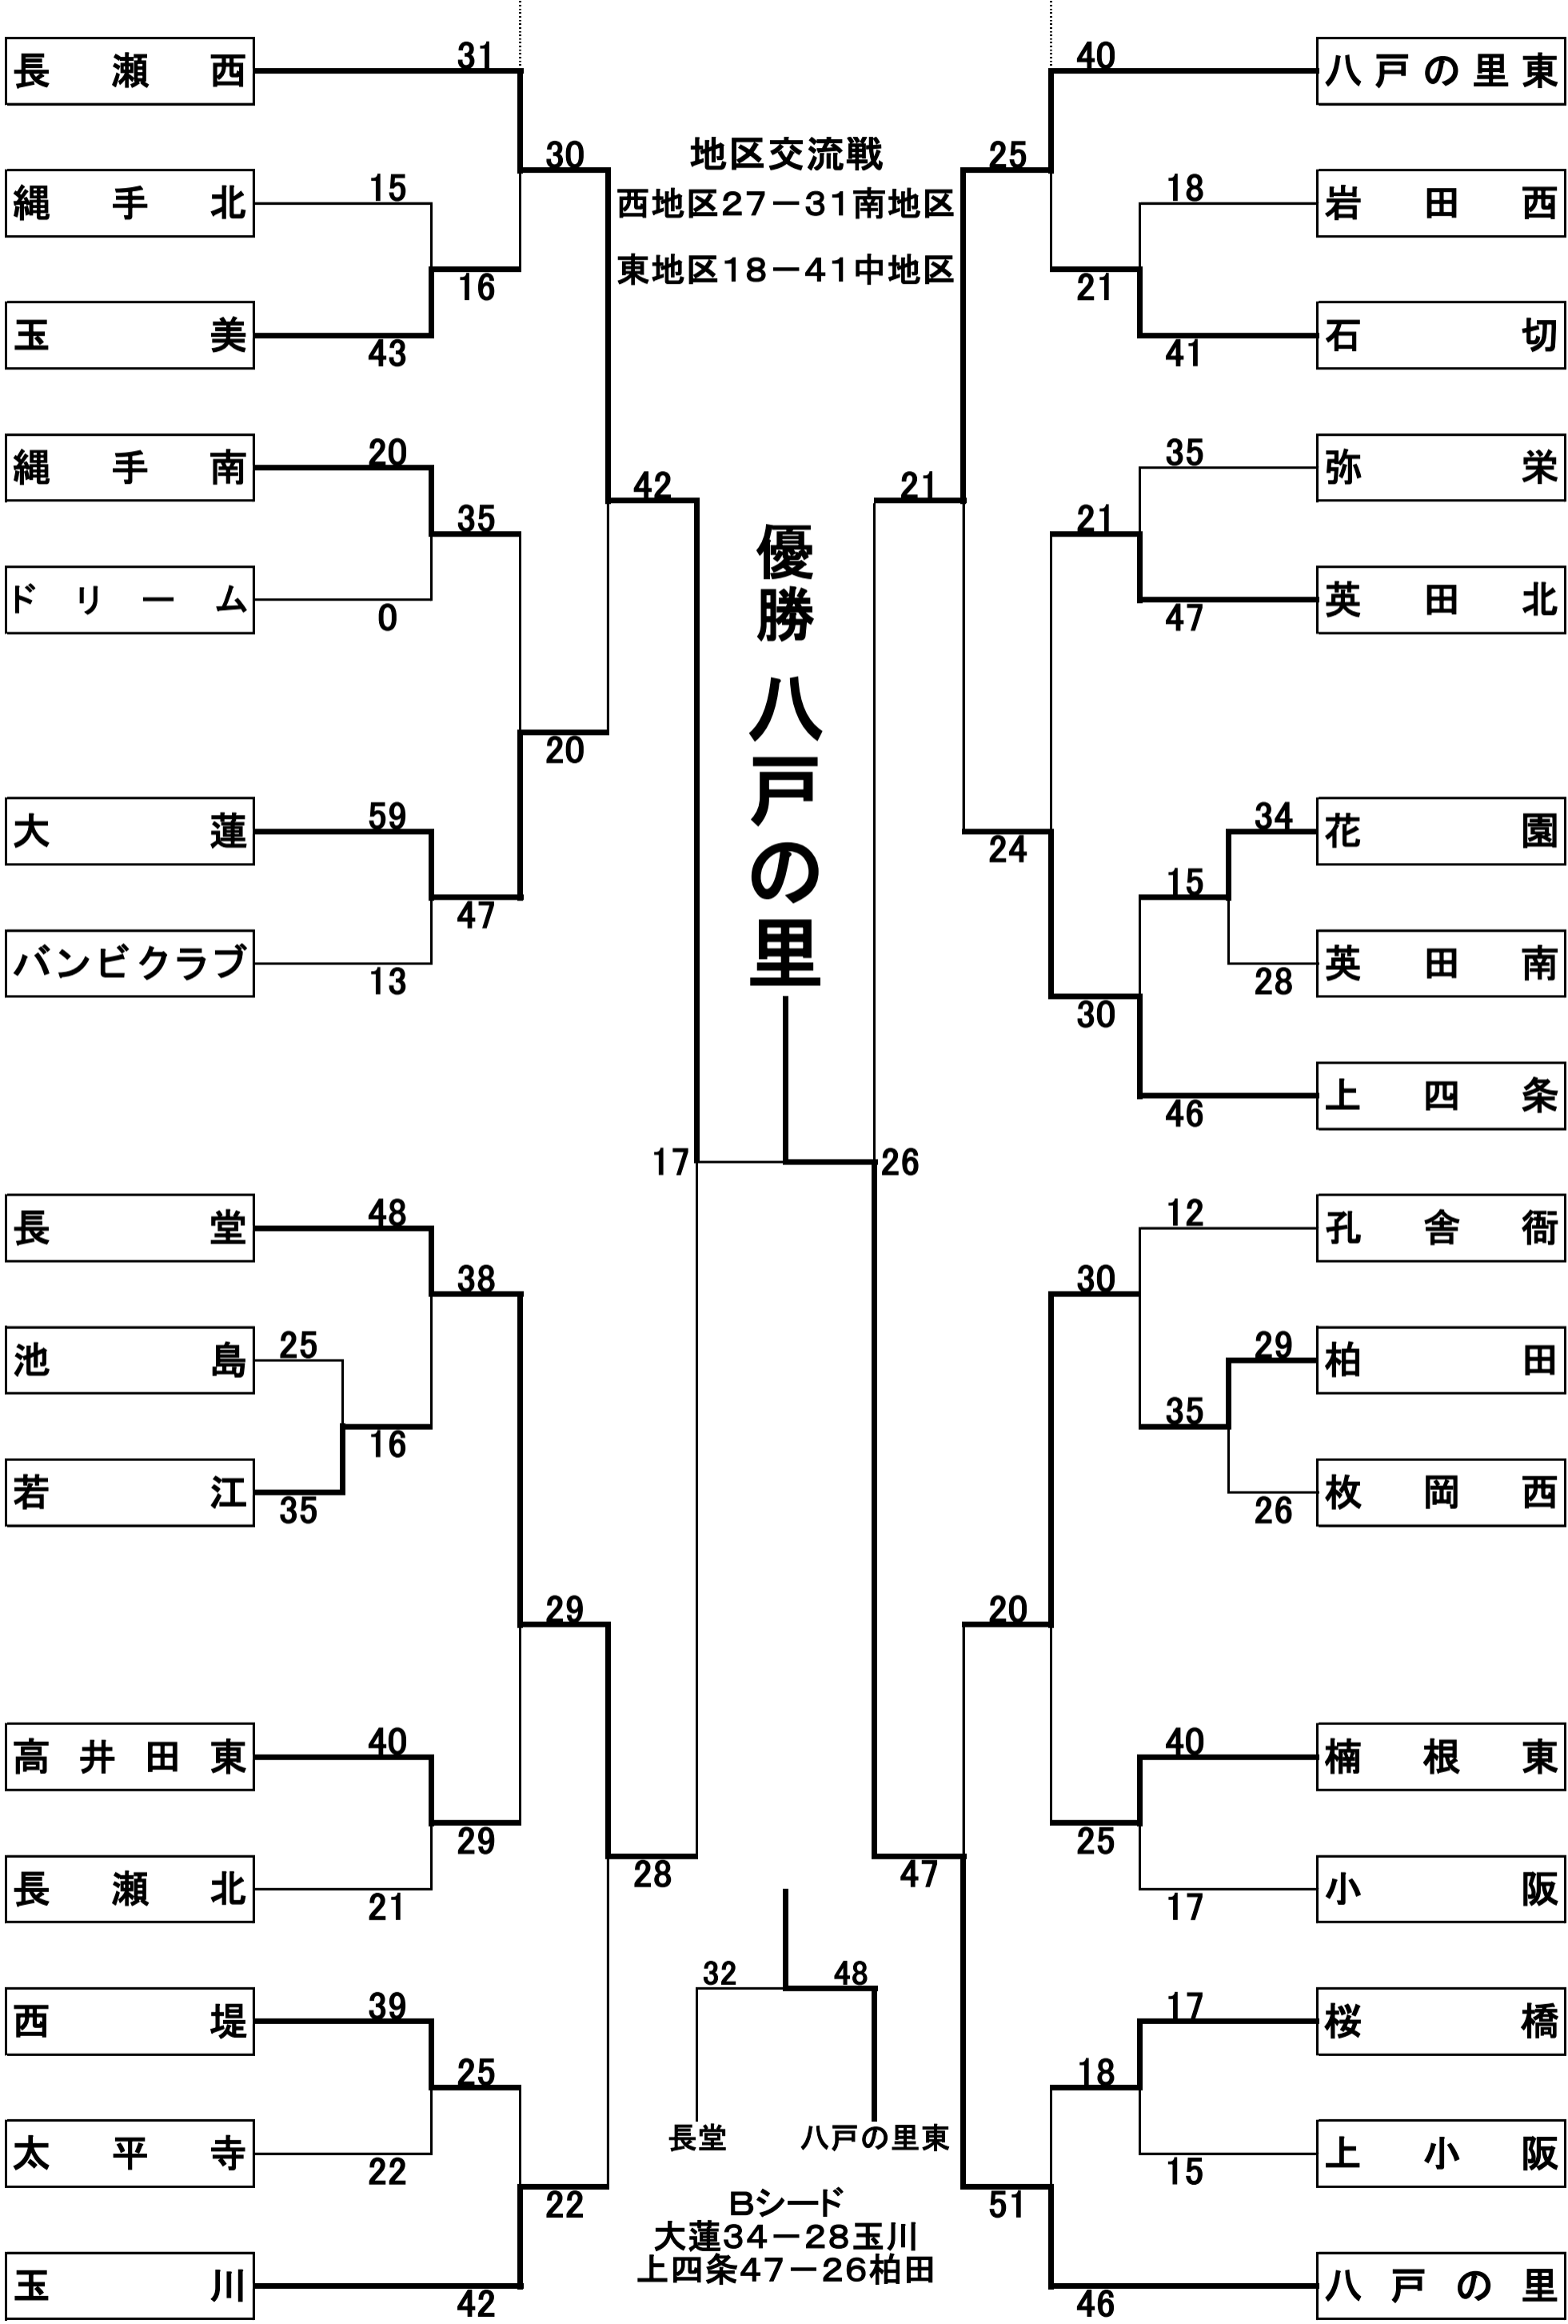 31
40
長瀬西
八戸の里東
30
地区交流戦
25
縄手北
15
西地区27－31南地区
18
岩田西
東地区18－41中地区
16
21
玉美
43
41
石切
縄手南
20
35
弥栄
35
42
21
21
ドリーム
0
優勝 八戸の里
47
英田北
20
大蓮
59
24
34
花園
47
15
バンビクラブ
13
28
英田南
30
46
上四条
17
26
長堂
48
12
孔舎衙
38
30
池島
25
29
柏田
16
35
若江
35
26
枚岡西
29
20
高井田東
40
40
楠根東
29
25
28
47
長瀬北
21
17
小阪
32
48
西堤
39
17
桜橋
25
18
長堂
八戸の里東
太平寺
22
15
上小阪
22
Bシード
51
大蓮34－28玉川
上四条47－26柏田
玉川
42
46
八戸の里